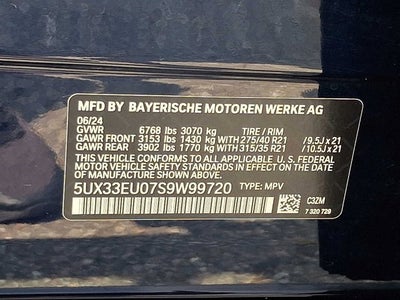 MFD BY BAYERISCHE MOTOREN WERKE AG
06/24
GVWR 6768 lbs 3070 kg TIRE / RIM
GAWR FRONT 3153 lbs 1430 kg WITH 275/40 R21 / 9.5J x 21
GAWR REAR 3902 lbs 1770 kg WITH 315/35 R21 / 10.5J x 21
THIS VEHICLE CONFORMS TO ALL APPLICABLE U.S. FEDERAL
MOTOR VEHICLE SAFETY STANDARDS IN EFFECT
ON THE DATE OF MANUFACTURE SHOWN ABOVE.
5UX33EU07S9W99720 TYPE: MPV
C3ZM
7 320 729